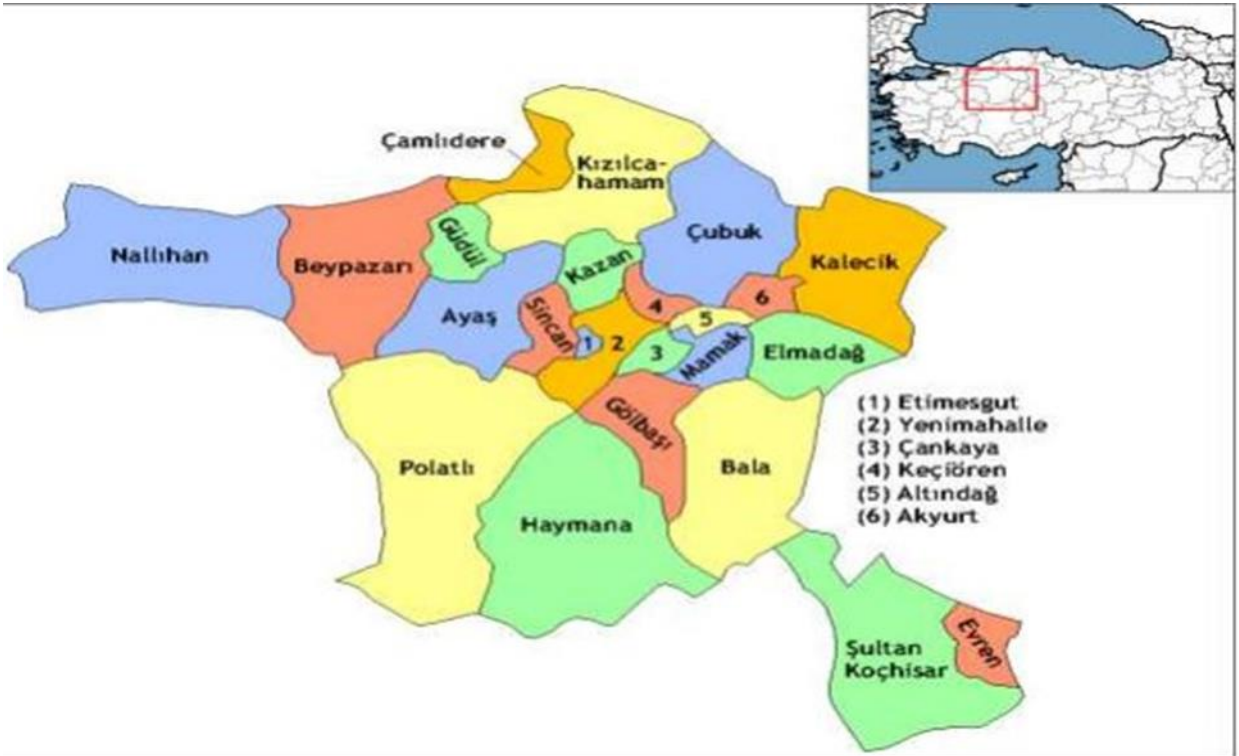 Çamlıdere
Kızılca-
hamam
Çubuk
Kalecik
Nallıhan
Beypazarı
Güdül
Kazan
Ayaş
Sincan
1
2
3
4
5
6
Mamak
Elmadağ
Gölbaşı
Polatlı
Haymana
Bala
(1) Etimesgut
(2) Yenimahalle
(3) Çankaya
(4) Keçiören
(5) Altındağ
(6) Akyurt
Şultan
Koçhisar
Evren